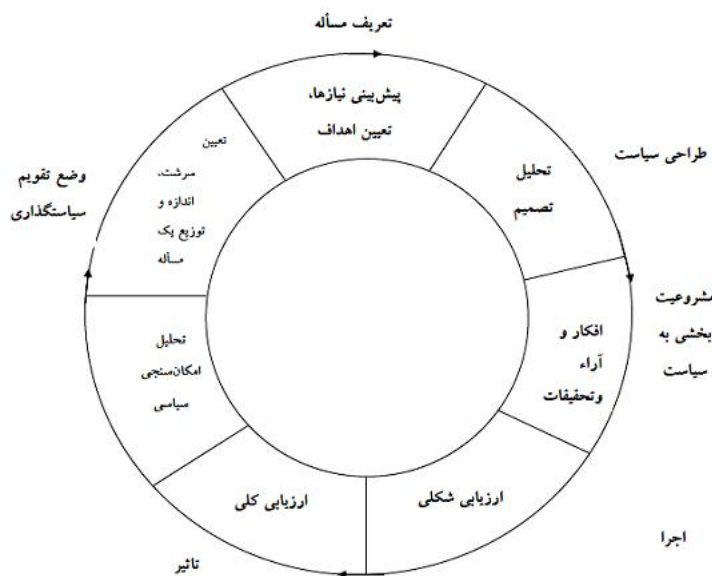 تعریف مسأله
پیش‌بینی نیازها،
تعیین اهداف
طراحی سیاست
تحلیل
تصمیم
مشروعیت
بخشی به
سیاست
افکار و
آراء
وتحقیقات
اجرا
ارزیابی شکلی
تاثیر
ارزیابی کلی
تحلیل
امکان‌سنجی
سیاسی
وضع تقویم
سیاستگذاری
تعیین
سرشت،
اندازه و
توزیع یک
مسأله